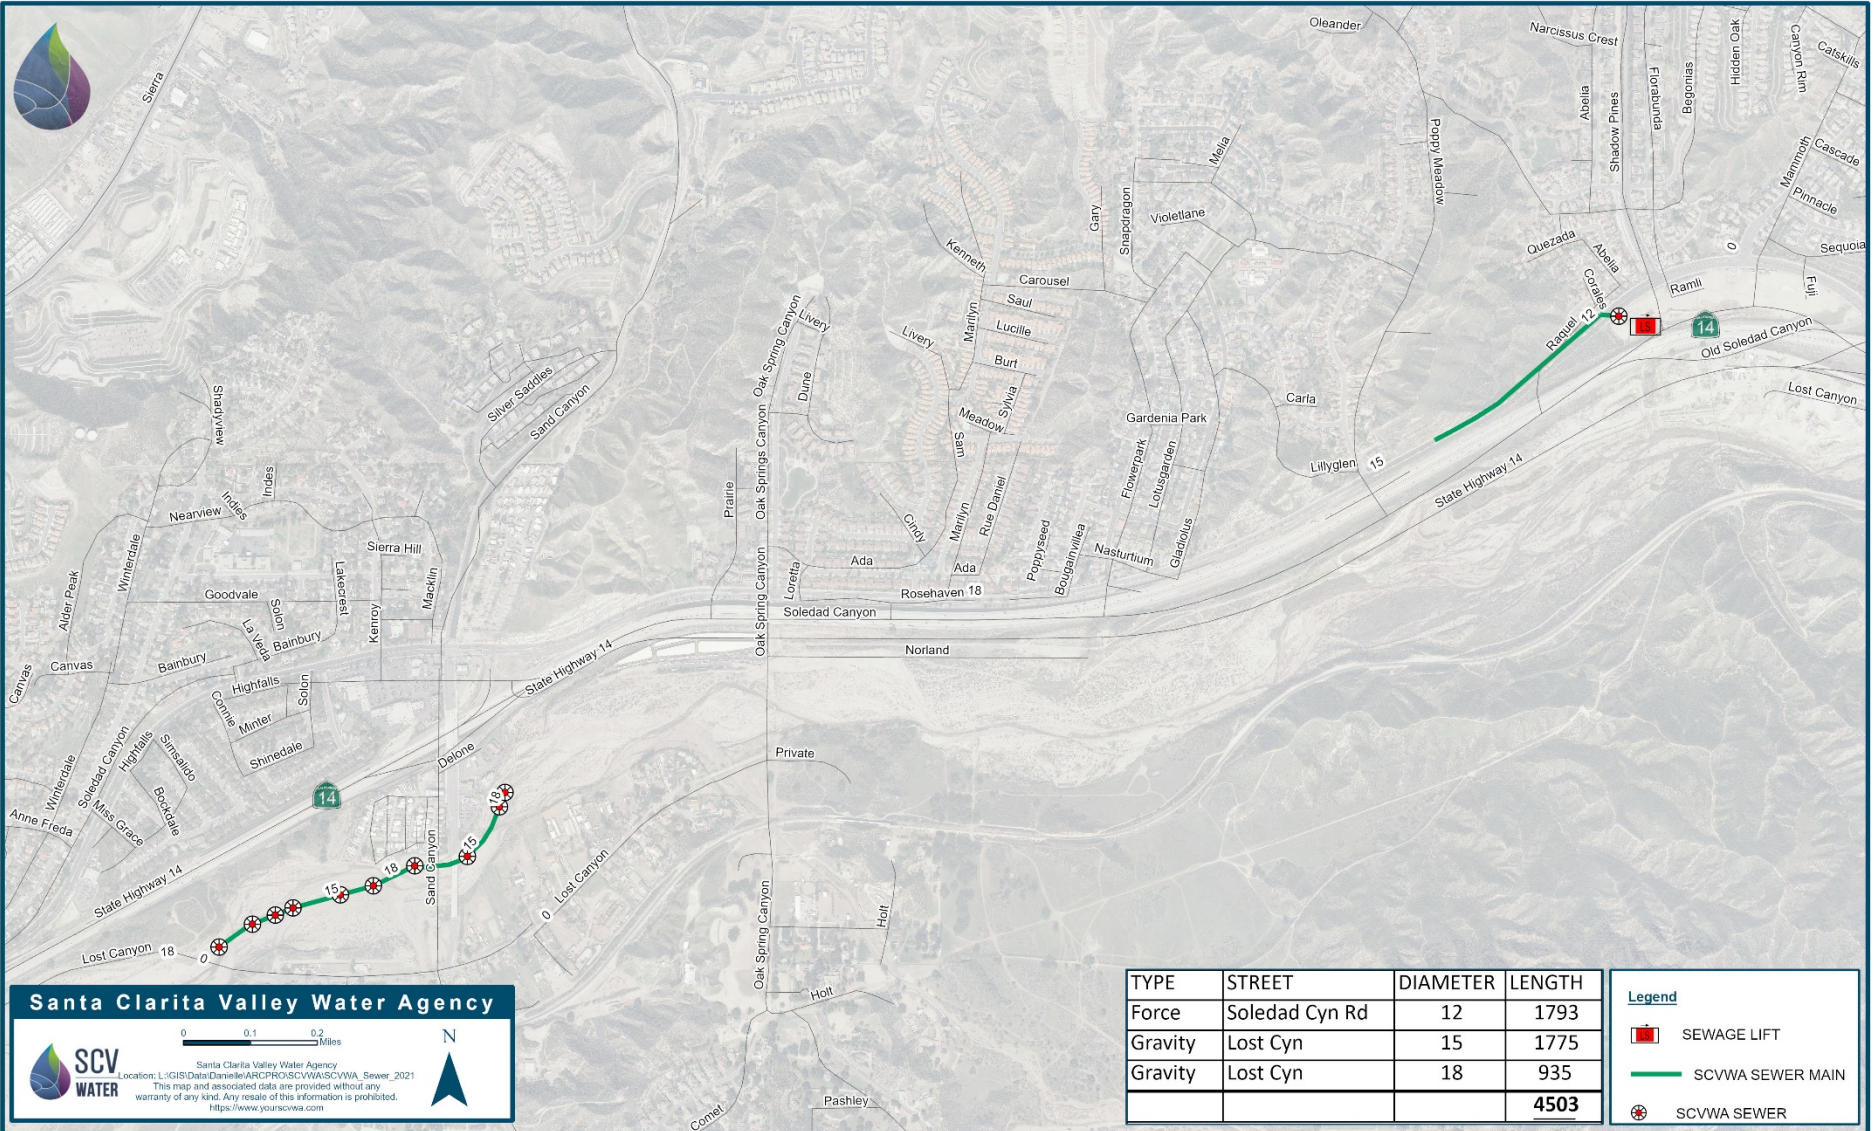 Oleander
Narcissus Crest
Hidden Oak
Canyon Rim
Catskills
Sierra
Abelia
Shadow Pines
Florabunda
Begonias
Poppy Meadow
Melia
Mammoth
Cascade
Gary
Snapdragon
Violetlane
Pinnacle
Kenneth
Quezada
Abelia
0
Sequoia
Carousel
Corales
Ramli
Fuji
Oak Spring Canyon
Livery
Marilyn
Saul
Lucille
Livery
Raquel
12
LS
14
Old Soledad Canyon
Burt
Silver Saddles
Sand Canyon
Dune
Sylvia
Meadow
Carla
Lost Canyon
Shadyview
Oak Springs Canyon
Sam
Gardenia Park
Flowerpark
Lotusgarden
Lillyglen
15
State Highway 14
Indes
Indies
Nearview
Prairie
Cindy
Marilyn
Rue Daniel
Poppyseed
Bougainvillea
Nasturtium
Gladiolus
Sierra Hill
Winterdale
Alder Peak
Lakecrest
Macklin
Oak Spring Canyon
Loretta
Ada
Ada
Goodvale
Solon
Kenroy
Rosehaven
18
Soledad Canyon
La Veda
Bainbury
Bainbury
Norland
Canvas
Canvas
Highfalls
Solon
State Highway 14
Connie
Minter
Shinedale
Delone
Private
Soledad Canyon
Highfalls
Simsalido
Winterdale
Bockdale
Miss Grace
Anne Freda
14
18
15
Sand Canyon
18
15
Lost Canyon
0
State Highway 14
Lost Canyon
18
0
Oak Spring Canyon
Holt
Holt
Comet
Pashley
Santa Clarita Valley Water Agency
0 0.1 0.2
Miles
N
SCV
WATER
Santa Clarita Valley Water Agency
Location: L:\GIS\Data\Danielle\ARCPRO\SCVWA\SCVWA_Sewer_2021
This map and associated data are provided without any
warranty of any kind. Any resale of this information is prohibited.
https://www.yourscvwa.com
TYPE STREET DIAMETER LENGTH
Force Soledad Cyn Rd 12 1793
Gravity Lost Cyn 15 1775
Gravity Lost Cyn 18 935
4503
Legend
LS
SEWAGE LIFT
SCVWA SEWER MAIN
SCVWA SEWER